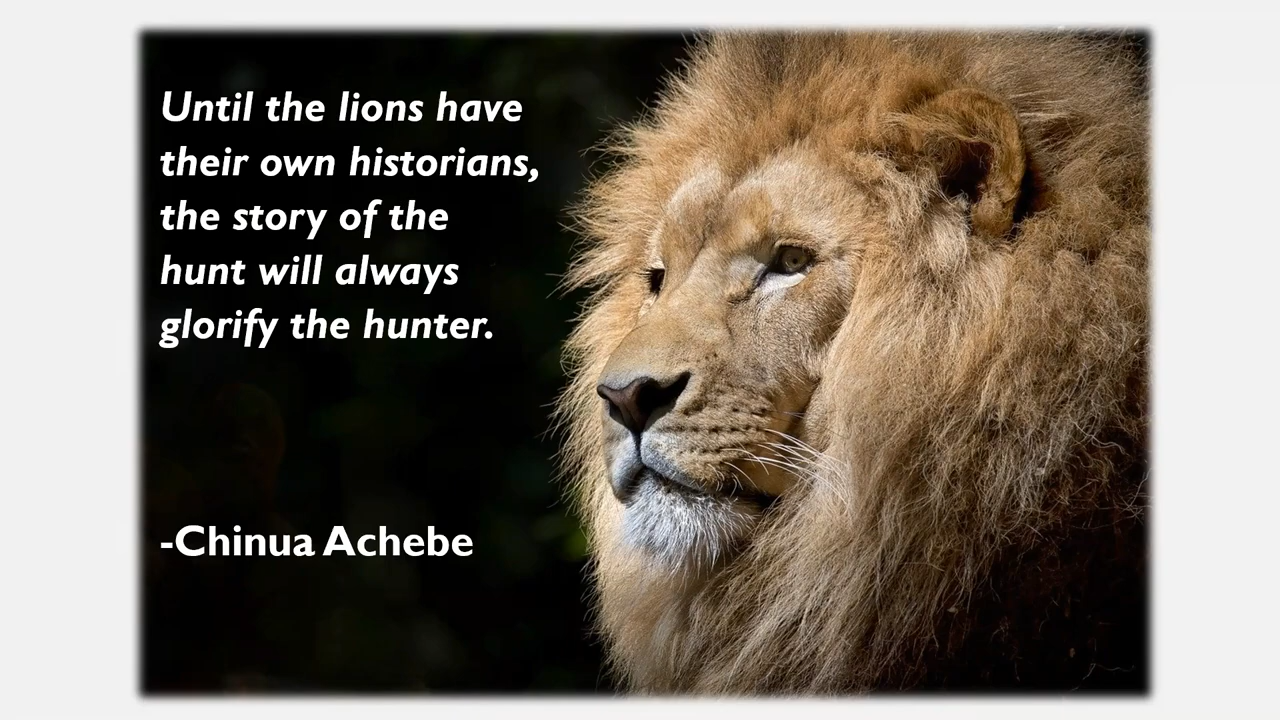 Until the lions have
their own historians,
the story of the
hunt will always
glorify the hunter.
-Chinua Achebe